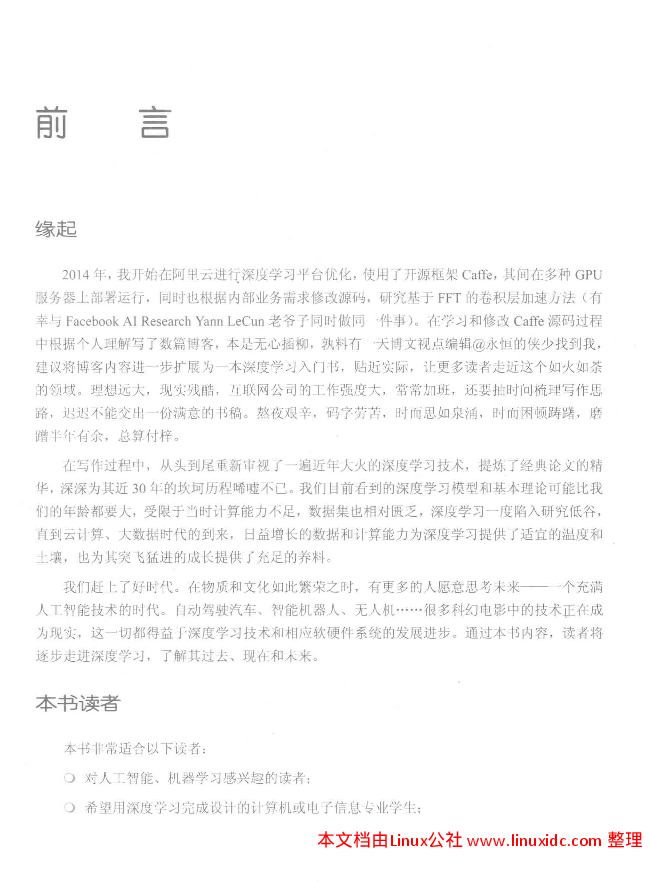 前 言
缘起
2014 年，我开始在阿里云进行深度学习平台优化，使用了开源框架 Caffe，其间在多种 GPU
服务器上部署运行，同时也根据内部业务需求修改源码，研究基于 FFT 的卷积层加速方法（有
幸与 Facebook AI Research Yann LeCun 老爷子同时做同一件事）。在学习和修改 Caffe 源码过程
中根据个人理解写了数篇博客，本是无心插柳，孰料有一天博文视点编辑@永恒的侠少找到我，
建议将博客内容进一步扩展为一本深度学习入门书，贴近实际，让更多读者走近这个如火如荼
的领域。理想远大，现实残酷，互联网公司的工作强度大，常常加班，还要抽时间梳理写作思
路，迟迟不能交出一份满意的书稿。熬夜艰辛，码字劳苦，时而思如泉涌，时而困顿踌躇，磨
蹭半年有余，总算付梓。
在写作过程中，从头到尾重新审视了一遍近年大火的深度学习技术，提炼了经典论文的精
华，深深为其近 30 年的坎坷历程唏嘘不已。我们目前看到的深度学习模型和基本理论可能比我
们的年龄都要大，受限于当时计算能力不足，数据集也相对匮乏，深度学习一度陷入研究低谷，
直到云计算、大数据时代的到来，日益增长的数据和计算能力为深度学习提供了适宜的温度和
土壤，也为其突飞猛进的成长提供了充足的养料。
我们赶上了好时代。在物质和文化如此繁荣之时，有更多的人愿意思考未来——一个充满
人工智能技术的时代。自动驾驶汽车、智能机器人、无人机……很多科幻电影中的技术正在成
为现实，这一切都得益于深度学习技术和相应软硬件系统的发展进步。通过本书内容，读者将
逐步走进深度学习，了解其过去、现在和未来。
本书读者
本书非常适合以下读者：
❍ 对人工智能、机器学习感兴趣的读者；
❍ 希望用深度学习完成设计的计算机或电子信息专业学生；
本文档由Linux公社 www.linuxidc.com 整理